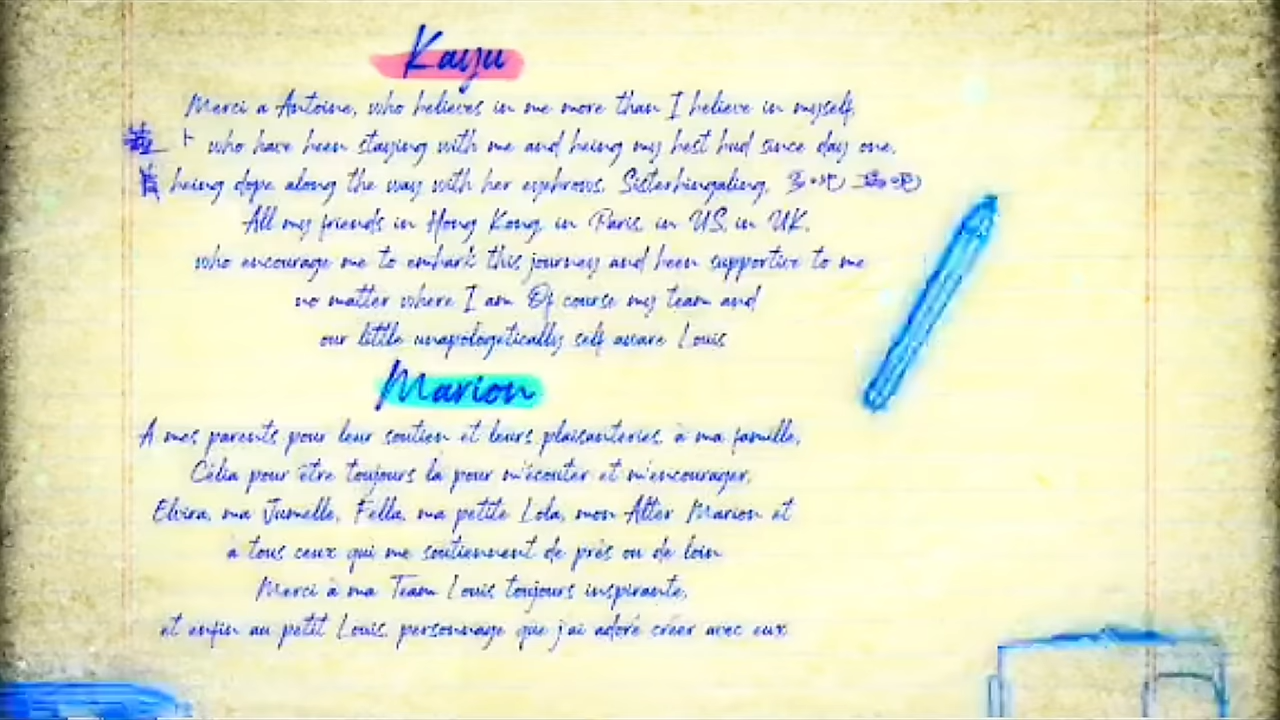 Kayu
Merci a Antoine, who believes in me more than I believe in myself,
who have been staying with me and being my best bud since day one,
being dope along the way with her eyebrows, Sisterhingaling,
All my friends in Hong Kong, in Paris, in US, in UK,
who encourage me to embark this journey and been supportive to me
no matter where I am Of course my team and
our little unapologetically self aware Louis
Marion
A mes parents pour leur soutien et leurs plaisanteries, à ma famille,
Célia pour être toujours là pour m'écouter et m'encourager,
Elvira, ma Jumelle, Fella, ma petite Lola, mon Alter Marion et
à tous ceux qui me soutiennent de près ou de loin
Merci à ma Team Louis toujours inspirante,
et enfin au petit Louis, personnage que j'ai adoré créer avec eux